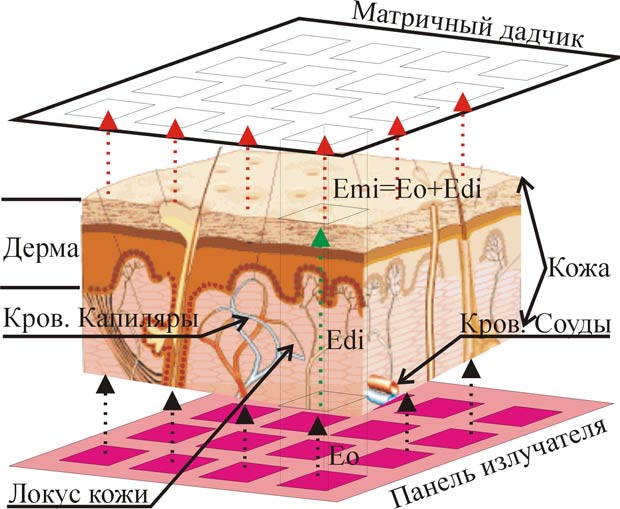 Матричный дадчик
Emi=Eo+Edi
Дерма
Кожа
Кров. Капиляры
Кров. Соуды
Edi
Eo
Локус кожи
Панель излучателя